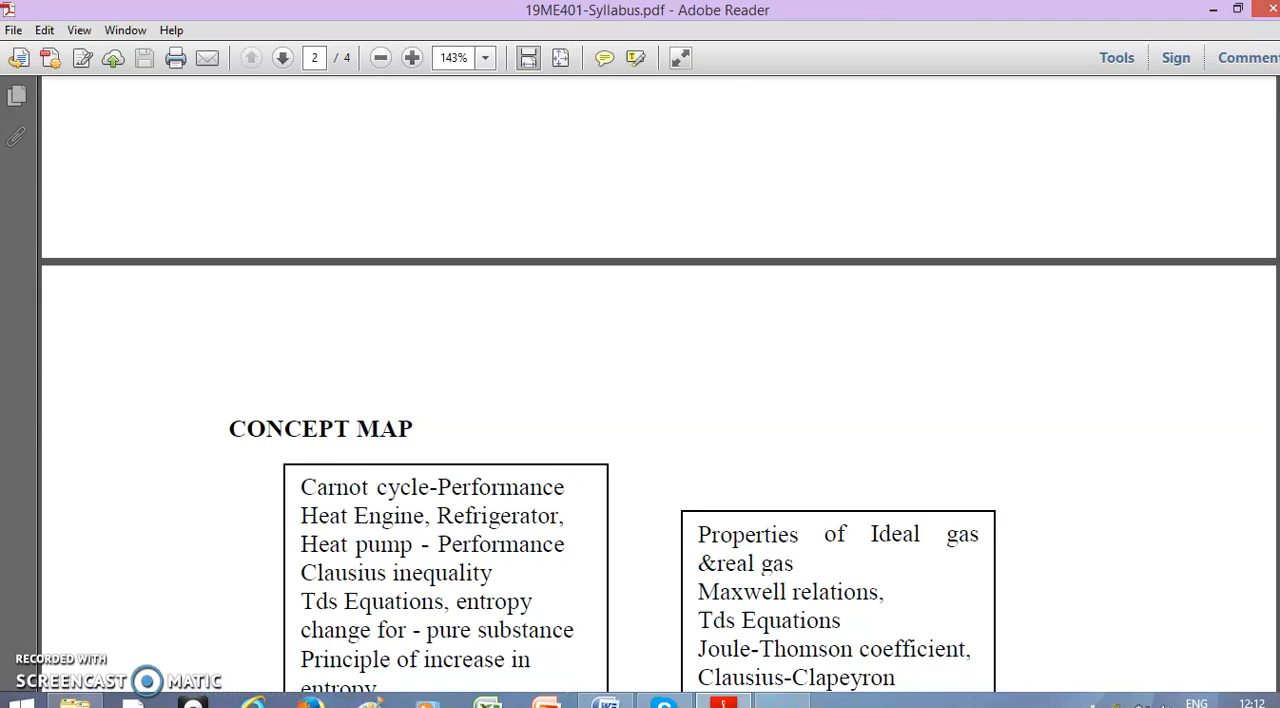 19ME401-Syllabus.pdf - Adobe Reader
File Edit View Window Help
2 / 4 143% Tools Sign Comment
CONCEPT MAP
Carnot cycle-Performance
Heat Engine, Refrigerator,
Heat pump - Performance
Clausius inequality
Tds Equations, entropy
change for - pure substance
Principle of increase in
entropy
Properties of Ideal gas
&real gas
Maxwell relations,
Tds Equations
Joule-Thomson coefficient,
Clausius-Clapeyron
RECORDED WITH
SCREENCAST MATIC
ENG 12:12